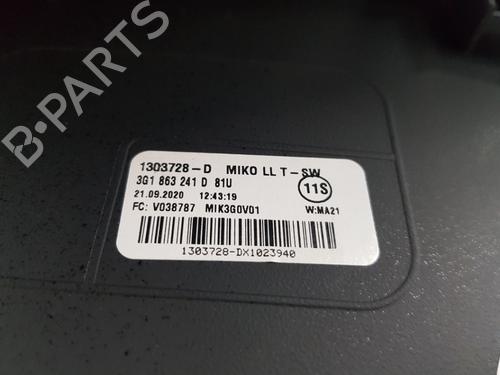 1303728-D MIKO LL T-SW
3G1 863 241 D 81U
21.09.2020 12:43:19
11S
FC: V038787 MIK3G0V01 W:MA21
1303728-DX1023940
B-PARTS